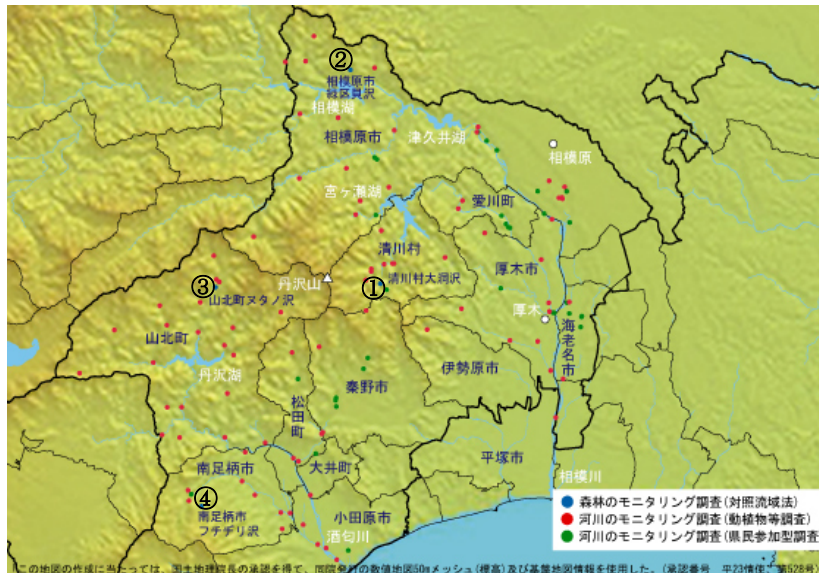 ②
相模原市
緑区貝沢
相模湖
相模原市
津久井湖
相模原
宮ヶ瀬湖
愛川町
清川村
厚木市
丹沢山
①
清川村大洞沢
③
山北町ヌタノ沢
厚木
海老名市
山北町
丹沢湖
伊勢原市
秦野市
松田町
南足柄市
大井町
平塚市
相模川
④
南足柄市
フチヂリ沢
小田原市
酒匂川
森林のモニタリング調査(対照流域法)
河川のモニタリング調査(動植物等調査)
河川のモニタリング調査(県民参加型調査)
この地図の作成に当たっては、国土地理院長の承認を得て、同院発行の数値地図50mメッシュ(標高)及び基盤地図情報を使用した。(承認番号 平23情使、第528号)